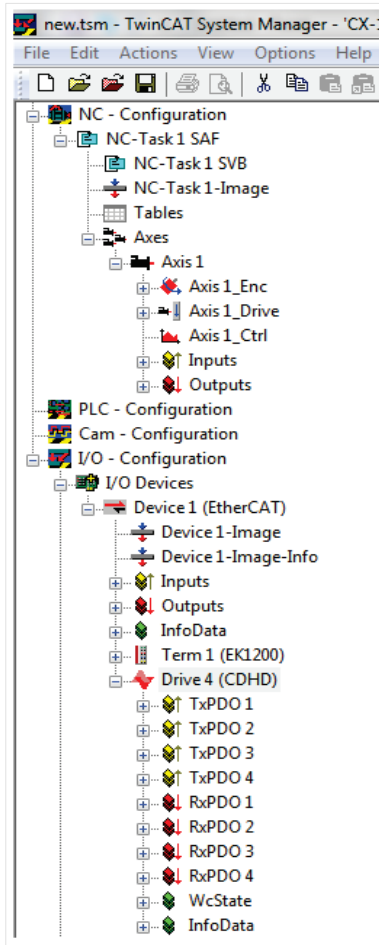 new.tsm - TwinCAT System Manager - 'CX-
File Edit Actions View Options Help
NC - Configuration
NC-Task 1 SAF
NC-Task 1 SVB
NC-Task 1-Image
Tables
Axes
Axis 1
Axis 1_Enc
Axis 1_Drive
Axis 1_Ctrl
Inputs
Outputs
PLC - Configuration
Cam - Configuration
I/O - Configuration
I/O Devices
Device 1 (EtherCAT)
Device 1-Image
Device 1-Image-Info
Inputs
Outputs
InfoData
Term 1 (EK1200)
Drive 4 (CDHD)
TxPDO 1
TxPDO 2
TxPDO 3
TxPDO 4
RxPDO 1
RxPDO 2
RxPDO 3
RxPDO 4
WcState
InfoData